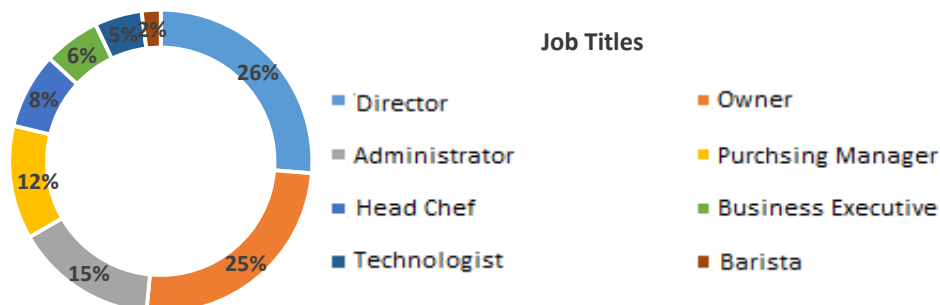 2%
5%
6%
26%
8%
12%
15%
25%
Job Titles
Director
Owner
Administrator
Purchsing Manager
Head Chef
Business Executive
Technologist
Barista